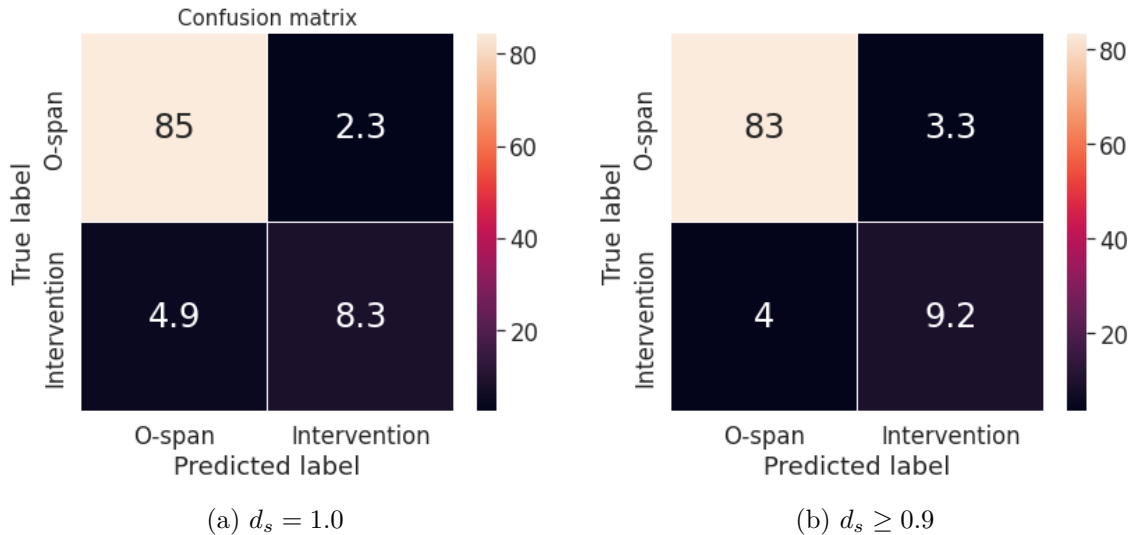 Confusion matrix
True label
O-span
Intervention
85
2.3
4.9
8.3
80
60
40
20
O-span
Intervention
Predicted label
(a) d_s = 1.0
True label
O-span
Intervention
83
3.3
4
9.2
80
60
40
20
O-span
Intervention
Predicted label
(b) d_s ≥ 0.9